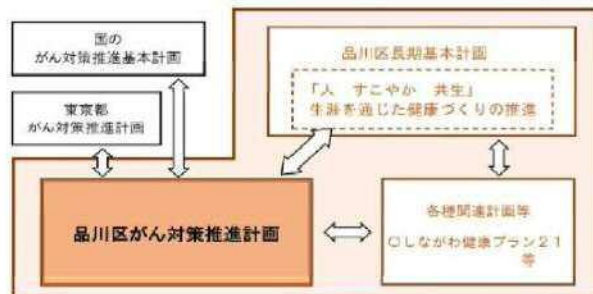 国の
がん対策推進基本計画
東京都
がん対策推進計画
品川区長期基本計画
「人　すこやか　共生」
生涯を通じた健康づくりの推進
品川区がん対策推進計画
各種関連計画等
〇しながわ健康プラン２１
等